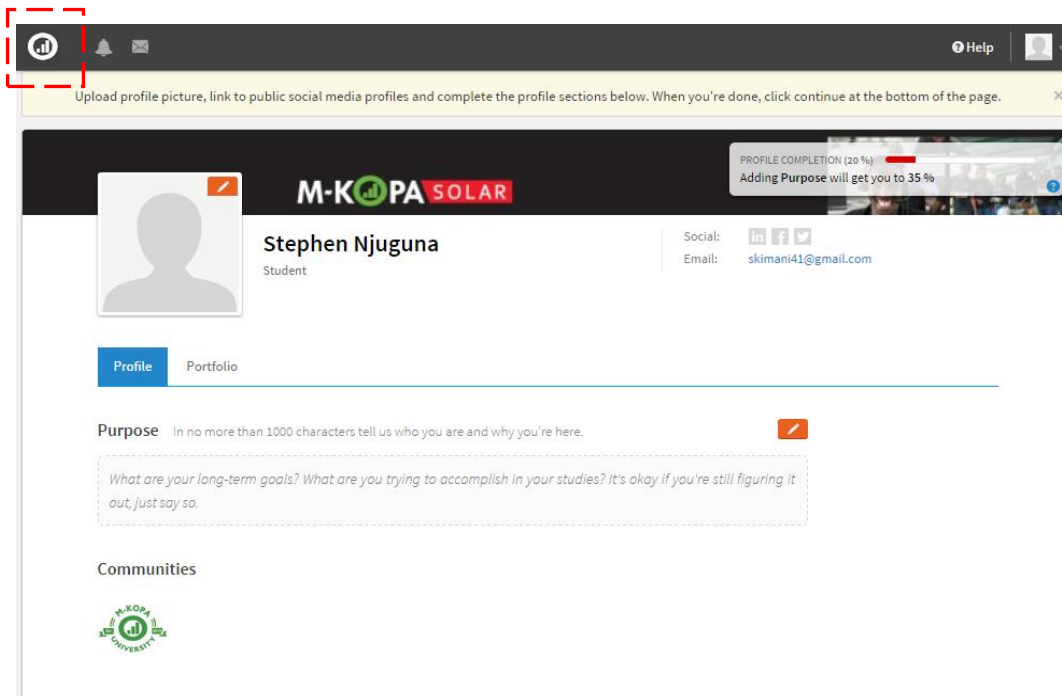 Help
Upload profile picture, link to public social media profiles and complete the profile sections below. When you're done, click continue at the bottom of the page.
PROFILE COMPLETION (20 %)
Adding Purpose will get you to 35 %
M-KOPA SOLAR
Stephen Njuguna
Student
Social:
Email: skimani41@gmail.com
Profile Portfolio
Purpose In no more than 1000 characters tell us who you are and why you're here.
What are your long-term goals? What are you trying to accomplish in your studies? It's okay if you're still figuring it
out, just say so.
Communities
M-KOPA
UNIVERSITY